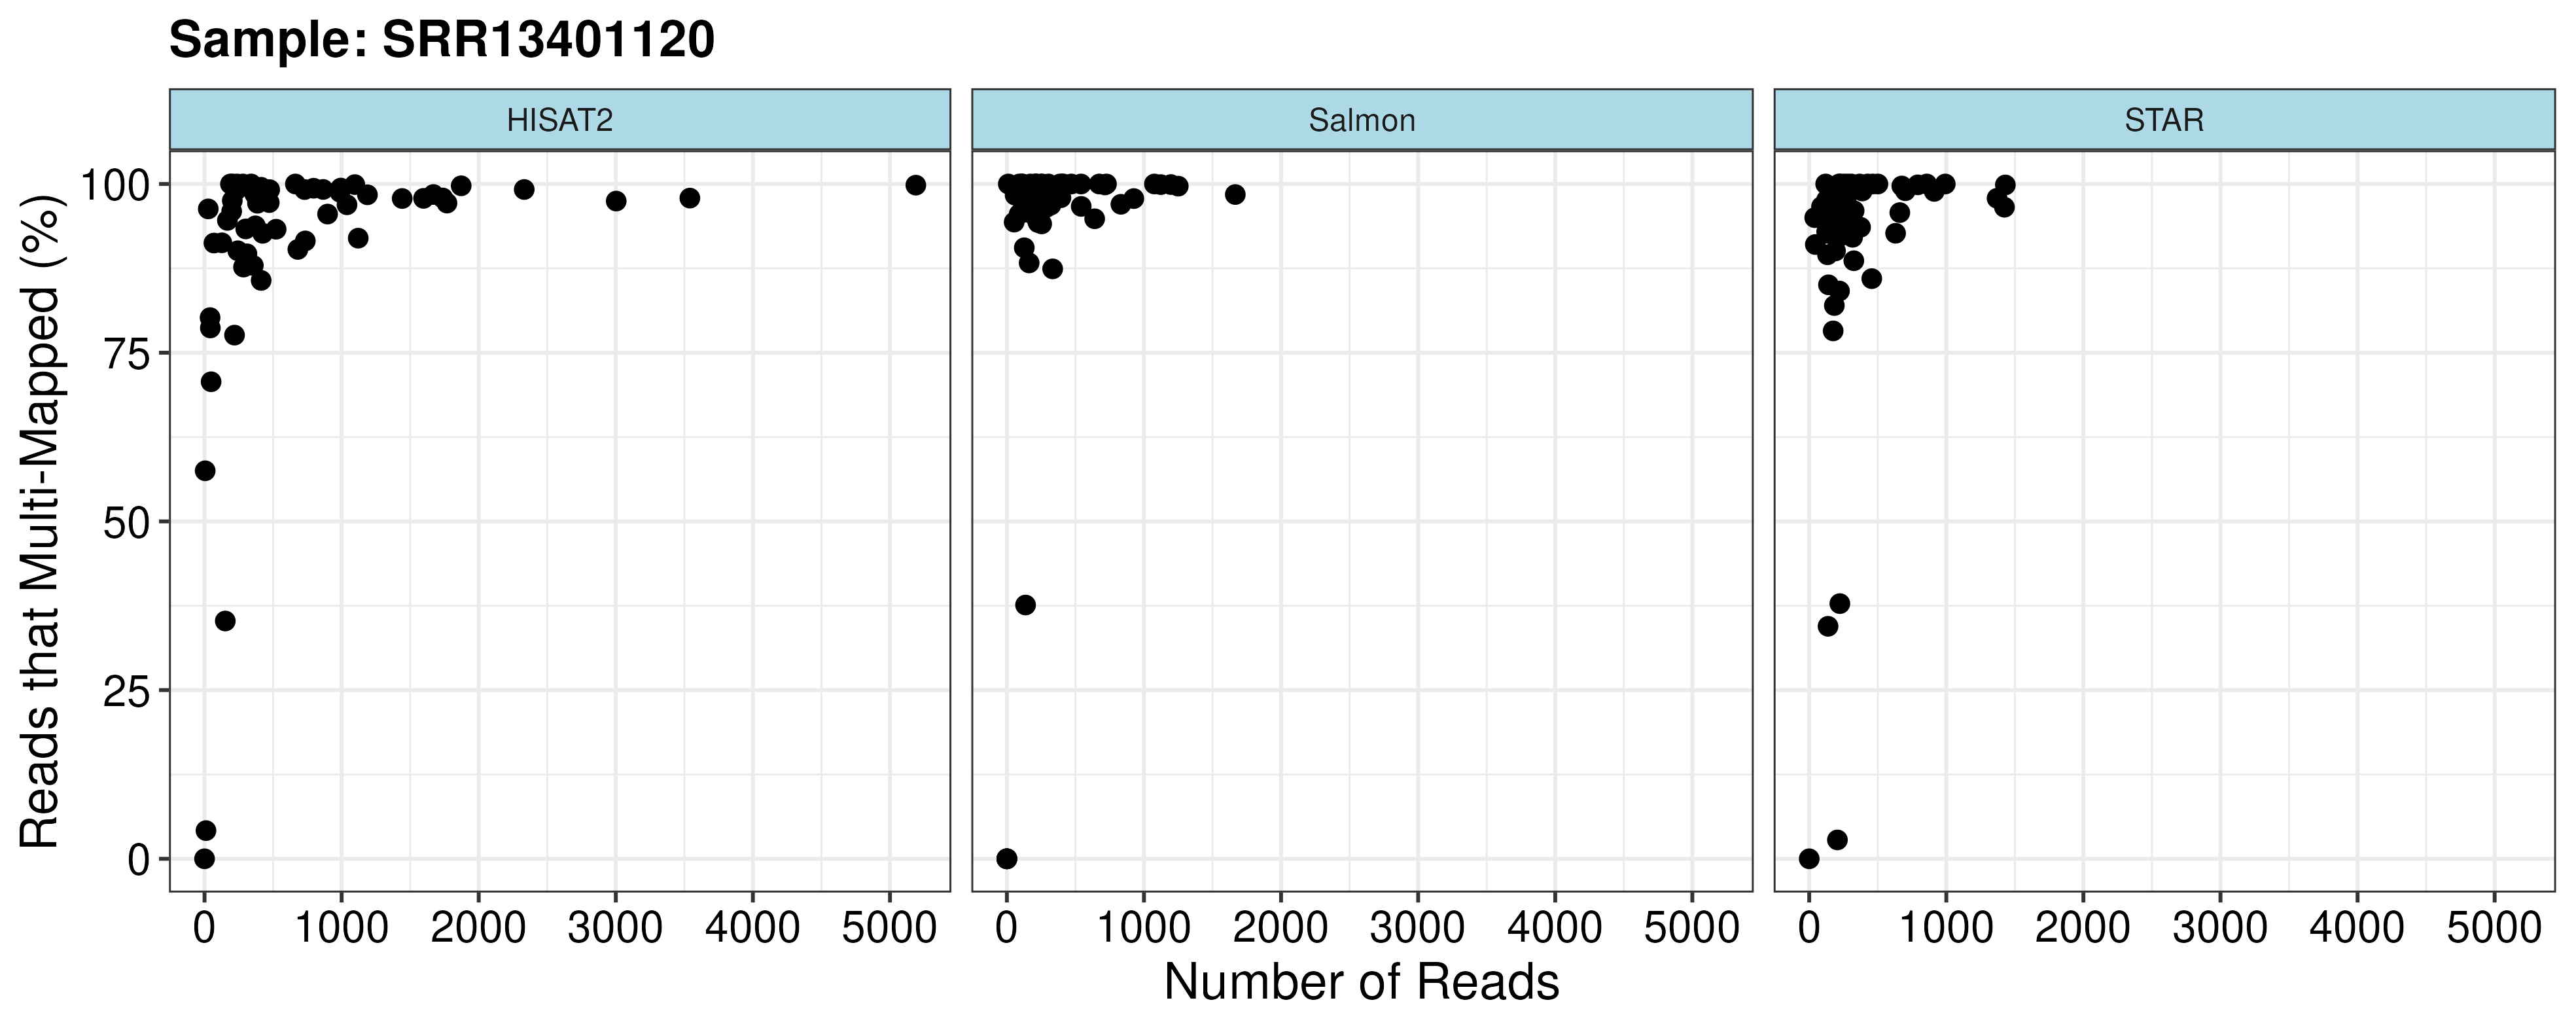 Sample: SRR13401120
HISAT2 Salmon STAR
Reads that Multi-Mapped (%)
100
75
50
25
0
0 1000 2000 3000 4000 5000 0 1000 2000 3000 4000 5000 0 1000 2000 3000 4000 5000
Number of Reads